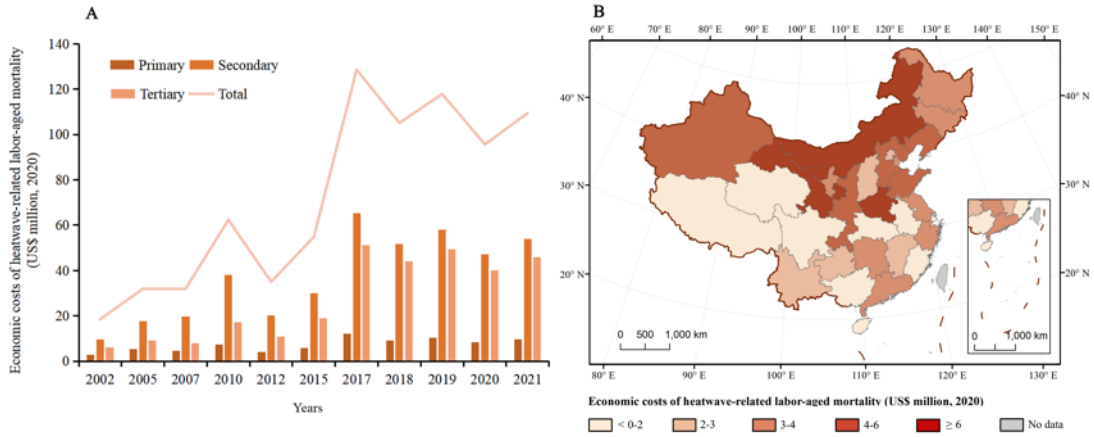 A
Economic costs of heatwave-related labor-aged mortality
(US$ million, 2020)
140
120
100
80
60
40
20
0
Primary
Secondary
Tertiary
Total
2002 2005 2007 2010 2012 2015 2017 2018 2019 2020 2021
Years
B
60° E 70° E 80° E 90° E 100° E 110° E 120° E 130° E 140° E 150° E
40° N 40° N
30° N 30° N
20° N 20° N
0 500 1,000 km
0 1,000 km
80° E 90° E 100° E 110° E 120° E 130° E
Economic costs of heatwave-related labor-aged mortality (US$ million, 2020)
< 0-2 2-3 3-4 4-6 ≥ 6 No data